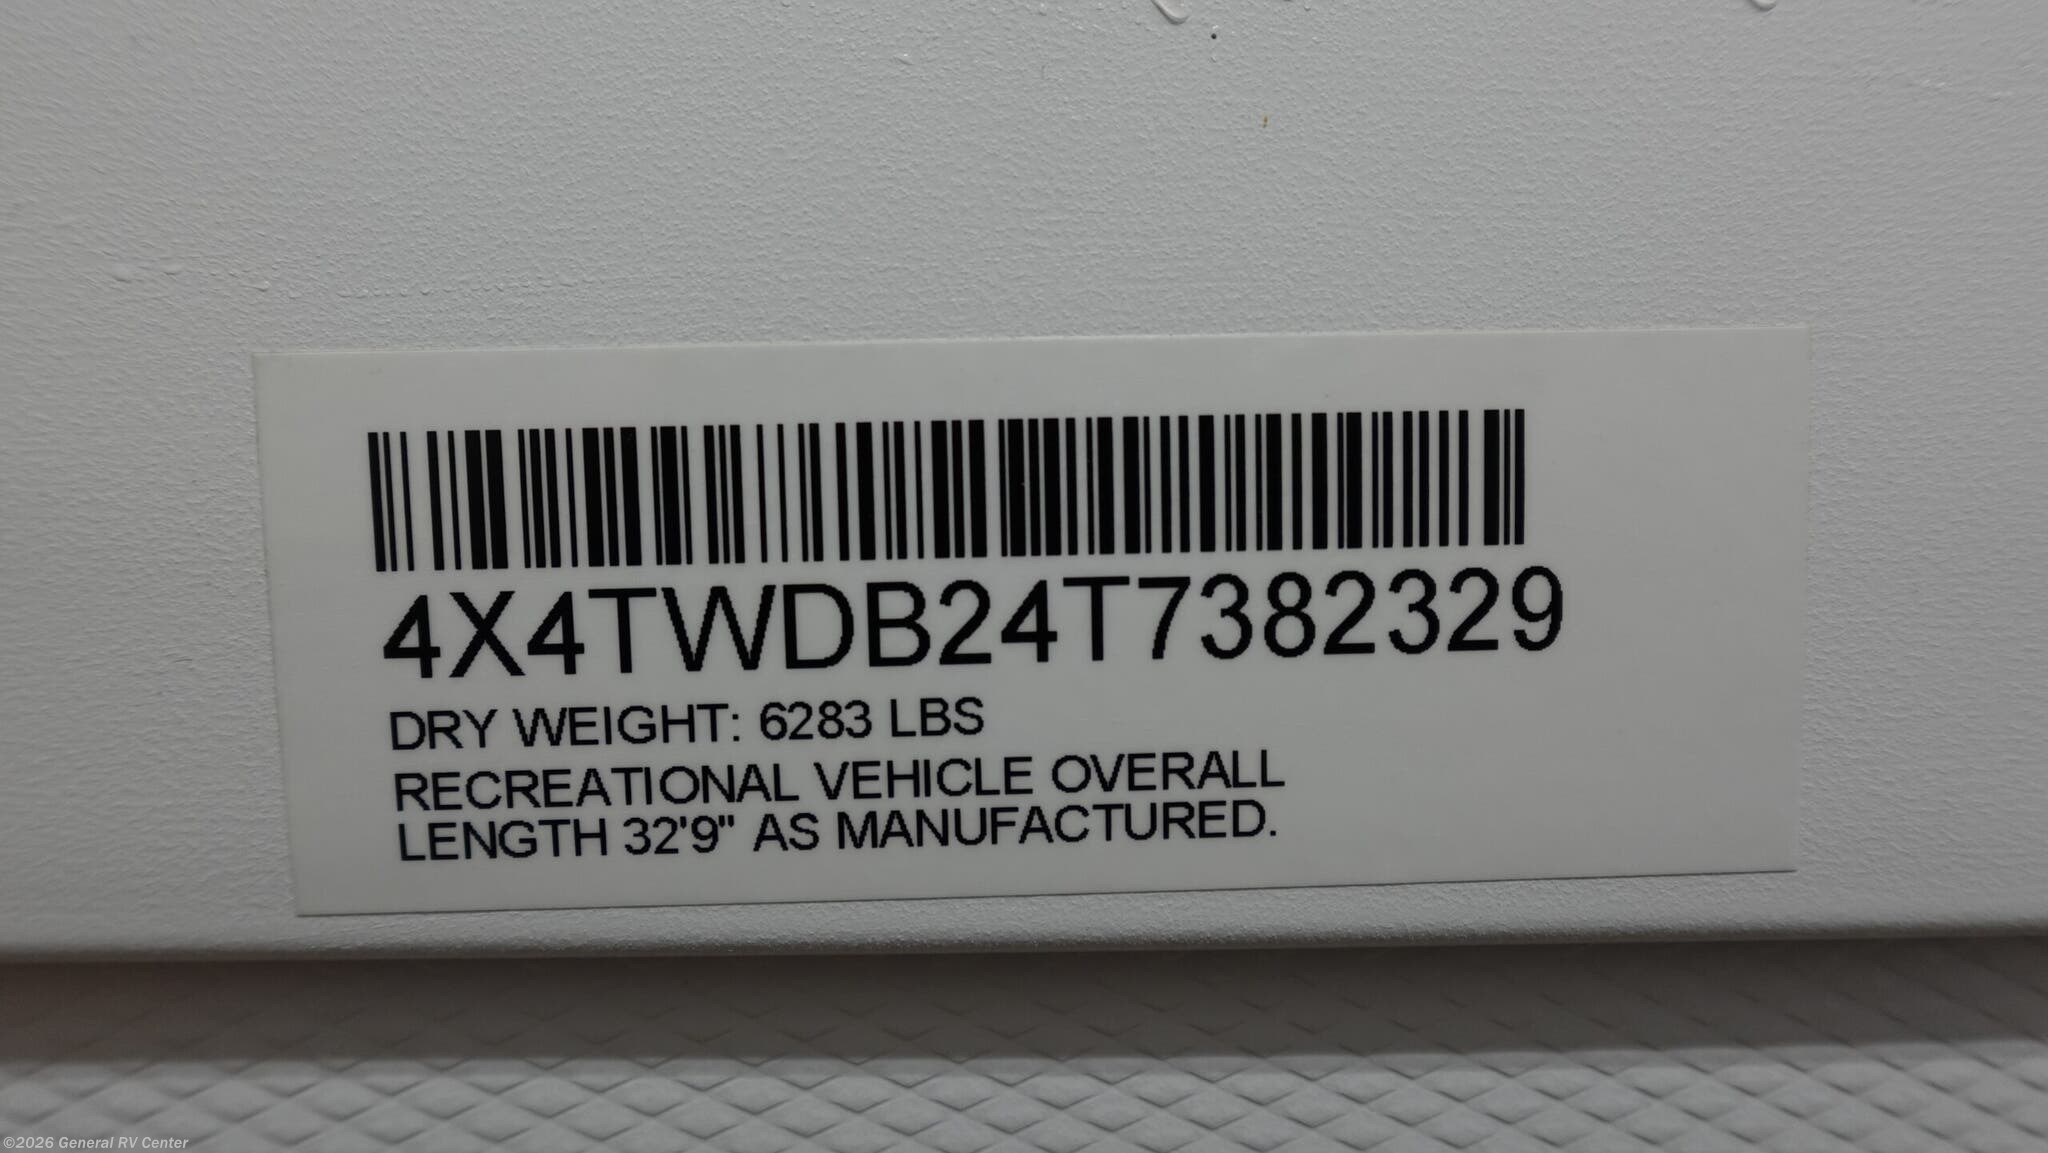 4X4TWDB24T7382329
DRY WEIGHT: 6283 LBS
RECREATIONAL VEHICLE OVERALL
LENGTH 32'9" AS MANUFACTURED.
©2026 General RV Center